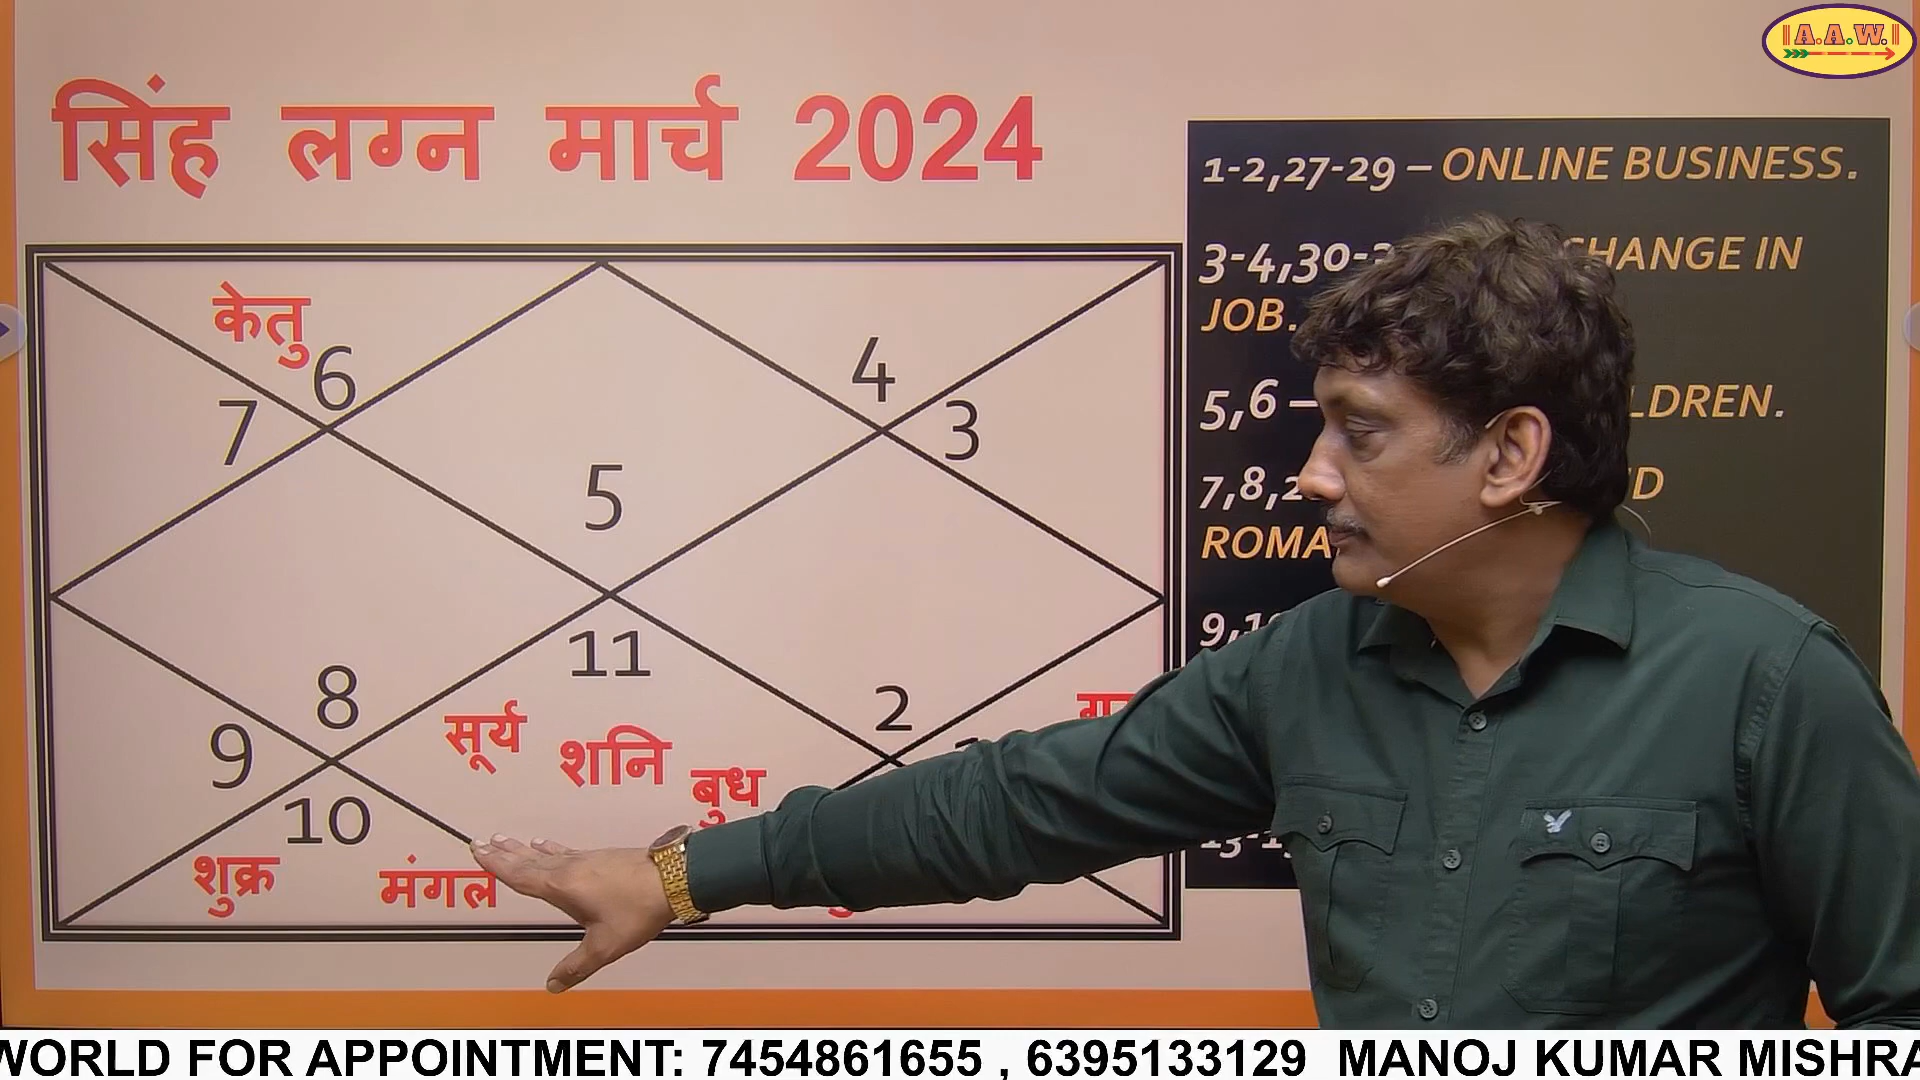 A.A.W.
सिंह लग्न मार्च 2024
1-2,27-29 – ONLINE BUSINESS.
3-4,30- CHANGE IN
JOB.
5,6 –
7,8,2
ROMA
केतु
6
7
4
3
5
11
8
2
9
10
सूर्य
शनि
बुध
शुक्र
मंगल
WORLD FOR APPOINTMENT: 7454861655 , 6395133129 MANOJ KUMAR MISHRA